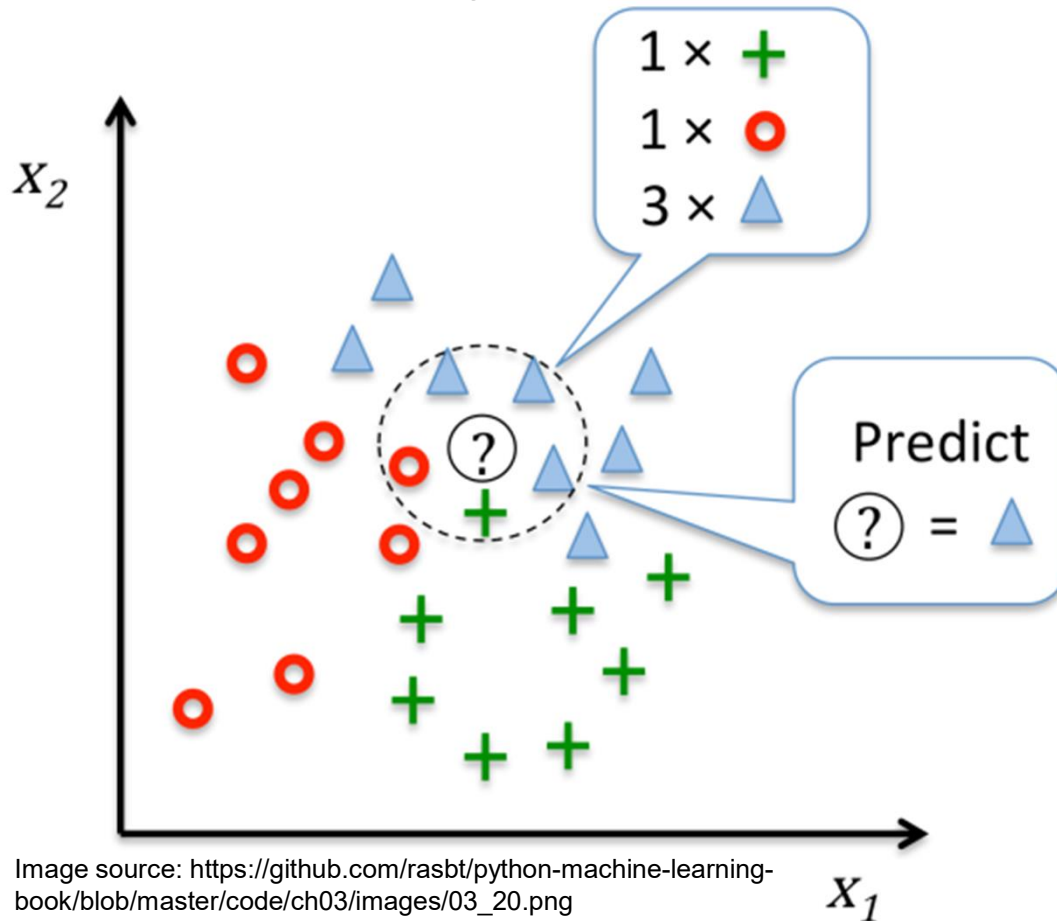 1 ×
1 ×
3 ×
x₂
?
Predict
? =
Image source: https://github.com/rasbt/python-machine-learning-
book/blob/master/code/ch03/images/03_20.png
x₁